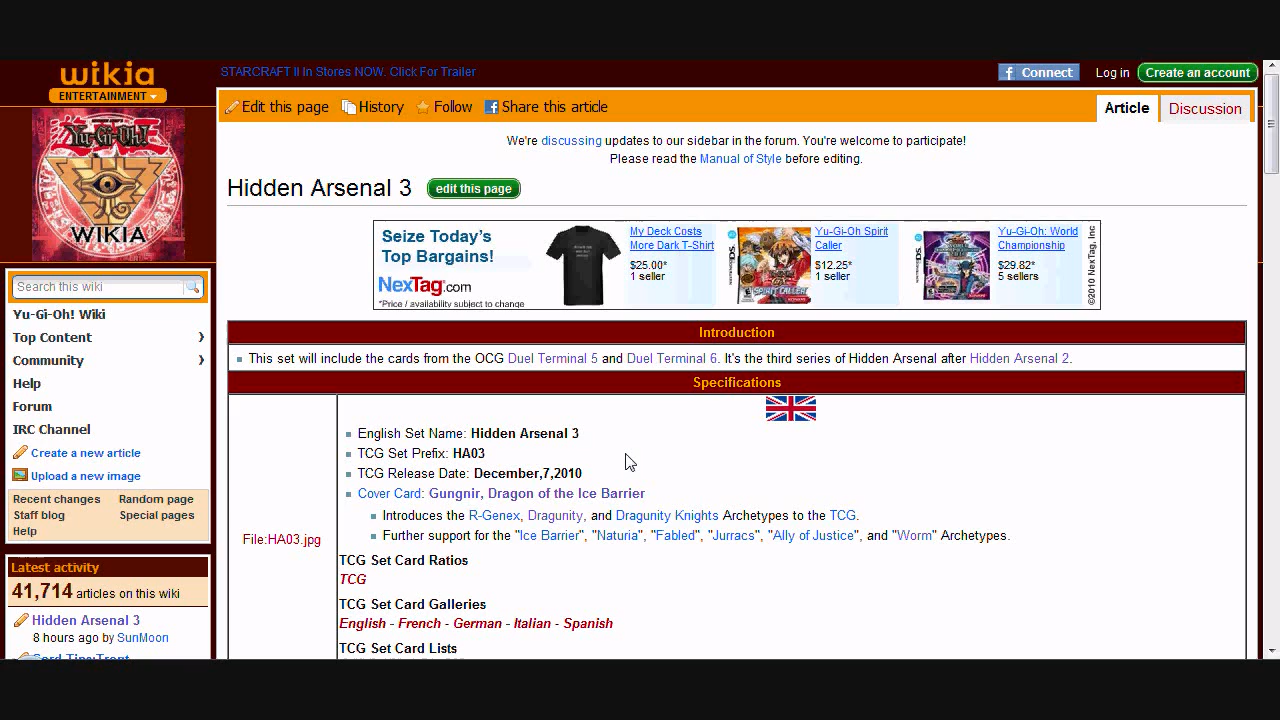 wikia
ENTERTAINMENT
STARCRAFT II In Stores NOW. Click For Trailer
Connect
Log in
Create an account
Edit this page
History
Follow
Share this article
Article
Discussion
Yu-Gi-Oh!
WIKIA
We're discussing updates to our sidebar in the forum. You're welcome to participate!
Please read the Manual of Style before editing.
Hidden Arsenal 3
edit this page
Seize Today's
Top Bargains!
NexTag.com
*Price / availability subject to change
My Deck Costs
More Dark T-Shirt
$25.00*
1 seller
Yu-Gi-Oh Spirit
Caller
$12.25*
1 seller
Yu-Gi-Oh: World
Championship
$29.82*
5 sellers
©2010 NexTag, Inc
Search this wiki
Yu-Gi-Oh! Wiki
Top Content
Community
Help
Forum
IRC Channel
Create a new article
Upload a new image
Recent changes
Random page
Staff blog
Special pages
Help
Latest activity
41,714 articles on this wiki
Hidden Arsenal 3
8 hours ago by SunMoon
Introduction
This set will include the cards from the OCG Duel Terminal 5 and Duel Terminal 6. It's the third series of Hidden Arsenal after Hidden Arsenal 2.
Specifications
File:HA03.jpg
English Set Name: Hidden Arsenal 3
TCG Set Prefix: HA03
TCG Release Date: December,7,2010
Cover Card: Gungnir, Dragon of the Ice Barrier
Introduces the R-Genex, Dragunity, and Dragunity Knights Archetypes to the TCG.
Further support for the "Ice Barrier", "Naturia", "Fabled", "Jurracs", "Ally of Justice", and "Worm" Archetypes.
TCG Set Card Ratios
TCG
TCG Set Card Galleries
English - French - German - Italian - Spanish
TCG Set Card Lists